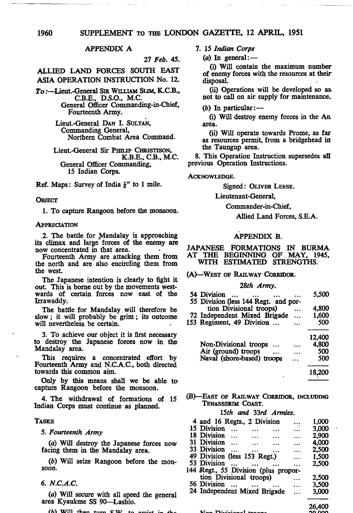 1960 SUPPLEMENT TO THE LONDON GAZETTE, 12 APRIL, 1951
APPENDIX A
27 Feb. 45.
ALLIED LAND FORCES SOUTH EAST
ASIA OPERATION INSTRUCTION No. 12.
To:—Lieut.-General SIR WILLIAM SLIM, K.C.B.,
C.B.E., D.S.O., M.C.
General Officer Commanding-in-Chief,
Fourteenth Army.
Lieut.-General DAN I. SULTAN,
Commanding General,
Northern Combat Area Command.
Lieut.-General Sir PHILIP CHRISTISON,
K.B.E., C.B., M.C.
General Officer Commanding,
15 Indian Corps.
Ref. Maps: Survey of India ¼" to 1 mile.
OBJECT
1. To capture Rangoon before the monsoon.
APPRECIATION
2. The battle for Mandalay is approaching
its climax and large forces of the enemy are
now concentrated in that area.
Fourteenth Army are attacking them from
the north and are also encircling them from
the west.
The Japanese intention is clearly to fight it
out. This is borne out by the movements west-
wards of certain forces now east of the
Irrawaddy.
The battle for Mandalay will therefore be
slow; it will probably be grim; its outcome
will nevertheless be certain.
3. To achieve our object it is first necessary
to destroy the Japanese forces now in the
Mandalay area.
This requires a concentrated effort by
Fourteenth Army and N.C.A.C., both directed
towards this common aim.
Only by this means shall we be able to
capture Rangoon before the monsoon.
4. The withdrawal of formations of 15
Indian Corps must continue as planned.
TASKS
5. Fourteenth Army
(a) Will destroy the Japanese forces now
facing them in the Mandalay area.
(b) Will seize Rangoon before the mon-
soon.
6. N.C.A.C.
(a) Will secure with all speed the general
area Kyaukme SS 90—Lashio.
(b) Will then turn S.W. to assist in the
7. 15 Indian Corps
(a) In general:—
(i) Will contain the maximum number
of enemy forces with the resources at their
disposal.
(ii) Operations will be developed so as
not to call on air supply for maintenance.
(b) In particular:—
(i) Will destroy enemy forces in the An
area.
(ii) Will operate towards Prome, as far
as resources permit, from a bridgehead in
the Taungup area.
8. This Operation Instruction supersedes all
previous Operation Instructions.
ACKNOWLEDGE.
Signed: OLIVER LEESE.
Lieutenant-General,
Commander-in-Chief,
Allied Land Forces, S.E.A.
APPENDIX B.
JAPANESE FORMATIONS IN BURMA
AT THE BEGINNING OF MAY, 1945,
WITH ESTIMATED STRENGTHS.
(A)—WEST OF RAILWAY CORRIDOR.
28th Army.
54 Division ... ... ... ... 5,500
55 Division (less 144 Regt. and por-
tion Divisional troops) ... 4,800
72 Independent Mixed Brigade ... 1,600
153 Regiment, 49 Division ... ... 500
12,400
Non-Divisional troops ... ... 4,800
Air (ground) troops ... ... 500
Naval (shore-based) troops ... 500
18,200
(B)—EAST OF RAILWAY CORRIDOR, INCLUDING
TENASSERIM COAST.
15th and 33rd Armies.
4 and 16 Regts., 2 Division ... 1,000
15 Division ... ... ... ... 3,000
18 Division ... ... ... ... 2,900
31 Division ... ... ... ... 4,000
33 Division ... ... ... ... 2,500
49 Division (less 153 Regt.) ... 1,500
53 Division ... ... ... ... 2,500
144 Regt., 55 Division (plus propor-
tion Divisional troops) ... 2,500
56 Division ... ... ... ... 3,500
24 Independent Mixed Brigade ... 3,000
26,400